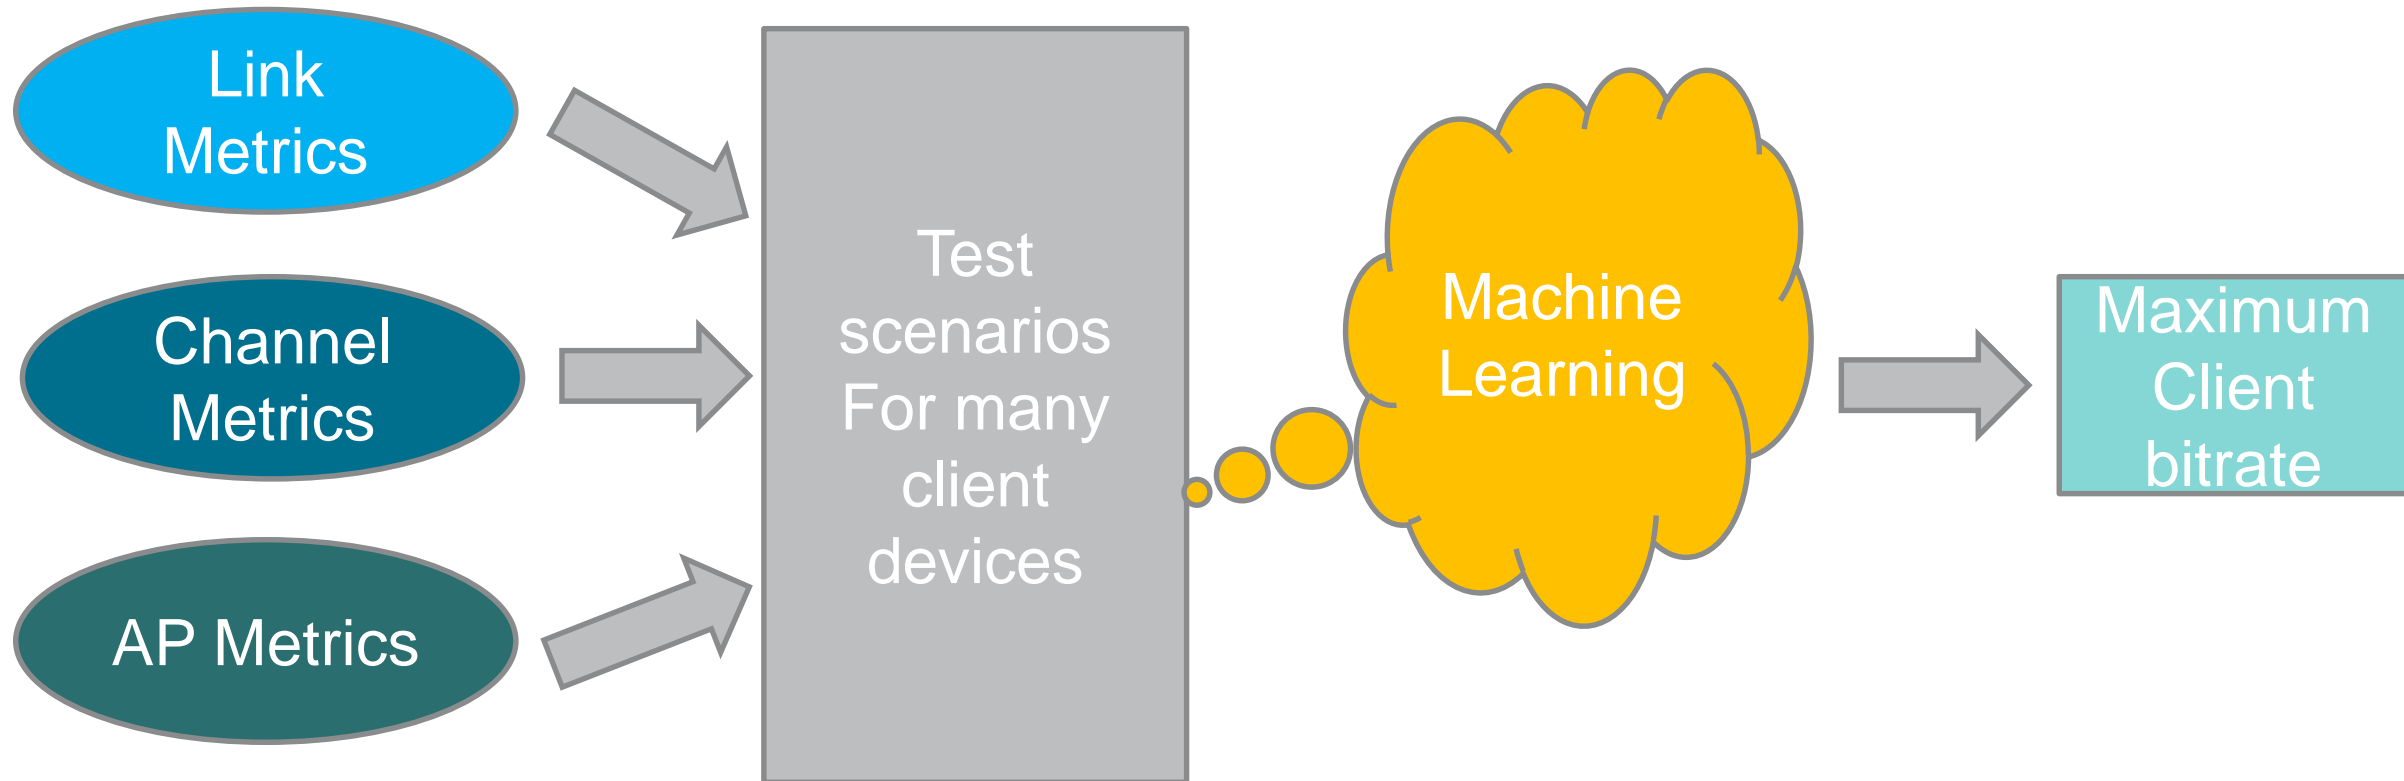 Link
Metrics
Channel
Metrics
AP Metrics
Test
scenarios
For many
client
devices
Machine
Learning
Maximum
Client
bitrate